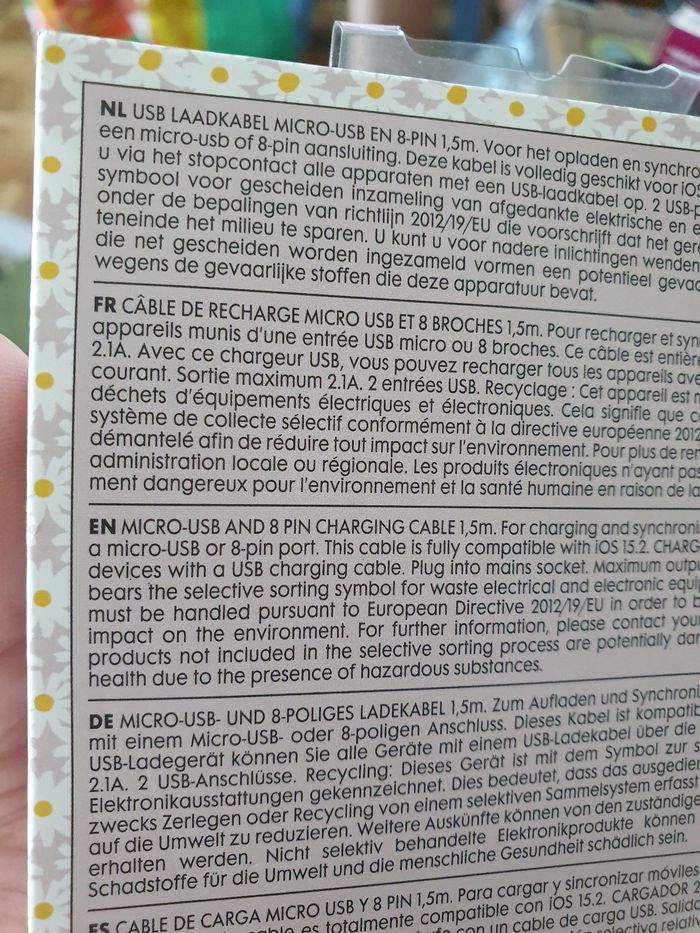 NL USB LAADKABEL MICRO-USB EN 8-PIN 1,5m. Voor het opladen en synchro
een micro-usb of 8-pin aansluiting. Deze kabel is volledig geschikt voor iO
U via het stopcontact alle apparaten met een USB-laadkabel op. 2 USB-p
symbool voor gescheiden inzameling van afgedankte elektrische en e
onder de bepalingen van richtlijn 2012/19/EU die voorschrijft dat het ger
teneinde het milieu te sparen. U kunt u voor nadere inlichtingen wenden
die net gescheiden worden ingezameld vormen een potentieel gevaa
wegens de gevaarlijke stoffen die deze apparatuur bevat.
FR CÂBLE DE RECHARGE MICRO USB ET 8 BROCHES 1,5m. Pour recharger et syn
appareils munis d'une entrée USB micro ou 8 broches. Ce câble est entière
2.1A. Avec ce chargeur USB, vous pouvez recharger tous les appareils ave
courant. Sortie maximum 2.1A. 2 entrées USB. Recyclage : Cet appareil est m
déchets d'équipements électriques et électroniques. Cela signifie que c
système de collecte sélectif conformément à la directive européenne 2012
démantelé afin de réduire tout impact sur l'environnement. Pour plus de ren
administration locale ou régionale. Les produits électroniques n'ayant pas
ment dangereux pour l'environnement et la santé humaine en raison de la
EN MICRO-USB AND 8 PIN CHARGING CABLE 1,5m. For charging and synchroni
a micro-USB or 8-pin port. This cable is fully compatible with iOS 15.2. CHARG
devices with a USB charging cable. Plug into mains socket. Maximum outpu
bears the selective sorting symbol for waste electrical and electronic equi
must be handled pursuant to European Directive 2012/19/EU in order to b
impact on the environment. For further information, please contact your
products not included in the selective sorting process are potentially dan
health due to the presence of hazardous substances.
DE MICRO-USB- UND 8-POLIGES LADEKABEL 1,5m. Zum Aufladen und Synchroni
mit einem Micro-USB- oder 8-poligen Anschluss. Dieses Kabel ist kompatib
USB-Ladegerät können Sie alle Geräte mit einem USB-Ladekabel über die
2.1A. 2 USB-Anschlüsse. Recycling: Dieses Gerät ist mit dem Symbol zur s
Elektronikausstattungen gekennzeichnet. Dies bedeutet, dass das ausgedien
zwecks Zerlegen oder Recycling von einem selektiven Sammelsystem erfasst
auf die Umwelt zu reduzieren. Weitere Auskünfte können von den zuständige
erhalten werden. Nicht selektiv behandelte Elektronikprodukte können
Schadstoffe für die Umwelt und die menschliche Gesundheit schädlich sein.
ES CABLE DE CARGA MICRO USB Y 8 PIN 1,5m. Para cargar y sincronizar móviles
es totalmente compatible con iOS 15.2. CARGADOR 2
con un cable de carga USB. Salida
selectiva relativ